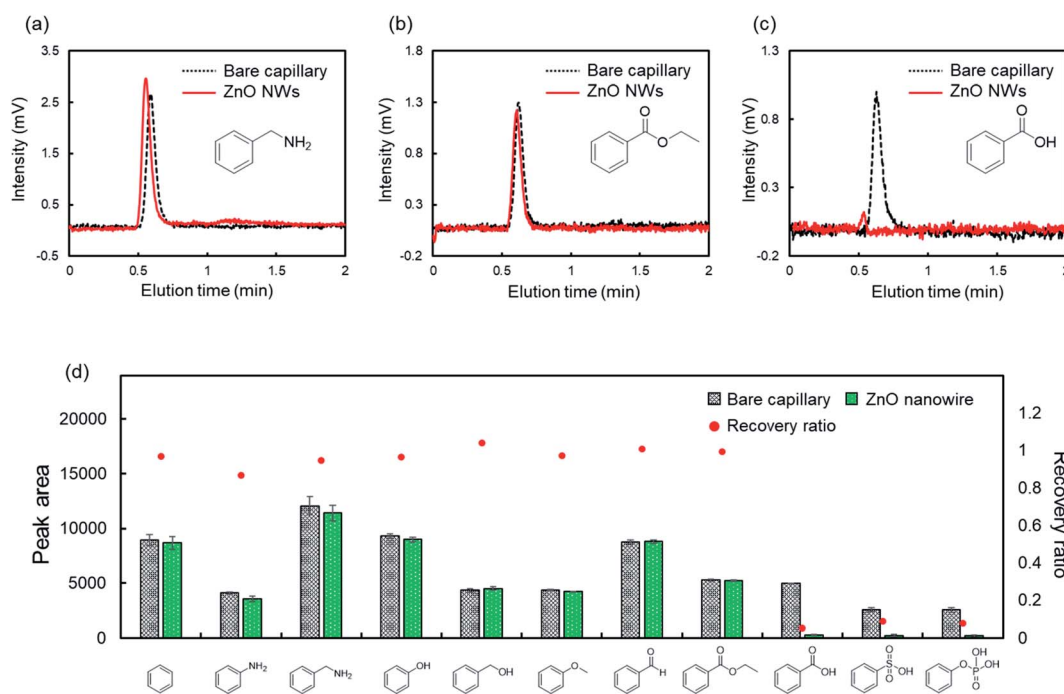 (a)
3.5
2.5
1.5
0.5
-0.5
Intensity (mV)
Bare capillary
ZnO NWs
NH2
0 0.5 1 1.5 2
Elution time (min)
(b)
1.8
1.3
0.8
0.3
-0.2
Intensity (mV)
Bare capillary
ZnO NWs
O
O
0 0.5 1 1.5 2
Elution time (min)
(c)
1.3
0.8
0.3
-0.2
Intensity (mV)
Bare capillary
ZnO NWs
O
OH
0 0.5 1 1.5 2
Elution time (min)
(d)
Peak area
20000
15000
10000
5000
0
Bare capillary ZnO nanowire
Recovery ratio
1.2
1
0.8
0.6
0.4
0.2
0
Recovery ratio
NH2
NH2
OH
OH
O
O
H
O
O
O
OH
O
S
OH
O
O
OH
P
OH
O